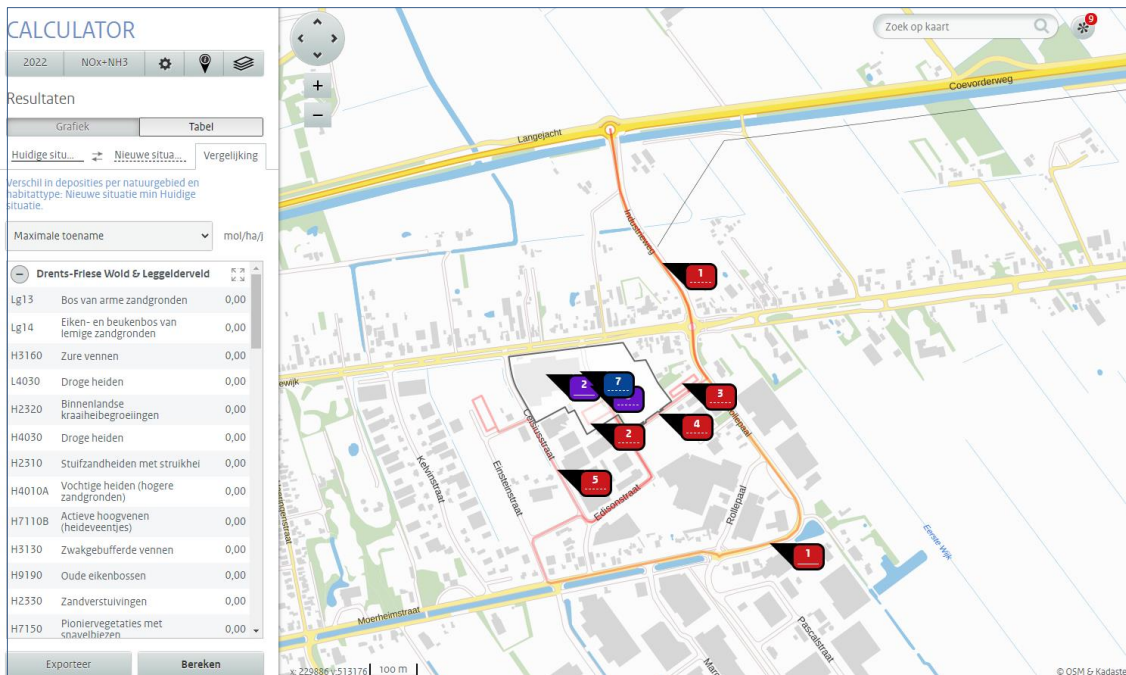 CALCULATOR
2022
NOx+NH3
Resultaten
Grafiek
Tabel
Huidige situ...
Nieuwe situa...
Vergelijking
Verschil in deposities per natuurgebied en
habitattype: Nieuwe situatie min Huidige
situatie.
Maximale toename
mol/ha/j
Drents-Friese Wold & Leggelderveld
Lg13 Bos van arme zandgronden 0,00
Lg14 Eiken- en beukenbos van
lemige zandgronden 0,00
H3160 Zure vennen 0,00
L4030 Droge heiden 0,00
H2320 Binnenlandse
kraaiheibegroeiingen 0,00
H4030 Droge heiden 0,00
H2310 Stuifzandheiden met struikhei 0,00
H4010A Vochtige heiden (hogere
zandgronden) 0,00
H7110B Actieve hoogvenen
(heideveentjes) 0,00
H3130 Zwakgebufferde vennen 0,00
H9190 Oude eikenbossen 0,00
H2330 Zandverstuivingen 0,00
H7150 Pioniervegetaties met
snavelbiezen 0,00
Exporteer
Bereken
Zoek op kaart
9
+
−
Coevorderweg
Langejacht
Industrieweg
1
ewijk
2
7
3
4
2
5
Rollepaal
Celsiusstraat
Kelvinstraat
Einsteinstraat
Edisonstraat
Rollepaal
Eerste Wijk
1
Moerheimstraat
Pascalstraat
x: 229886 y:513176
100 m
© OSM & Kadaste